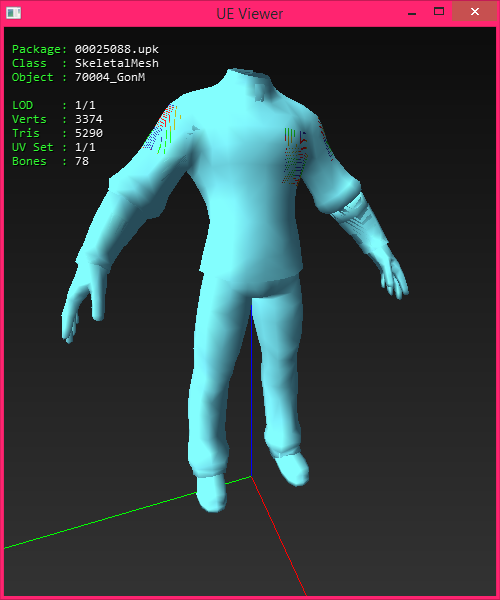 UE Viewer
Package: 00025088.upk
Class  : SkeletalMesh
Object : 70004_GonM
LOD    : 1/1
Verts  : 3374
Tris   : 5290
UV Set : 1/1
Bones  : 78